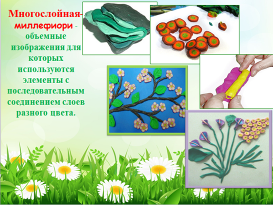 Многослойная-
миллефиори -
объемные
изображения для
которых
используются
элементы с
последовательным
соединением слоев
разного цвета.